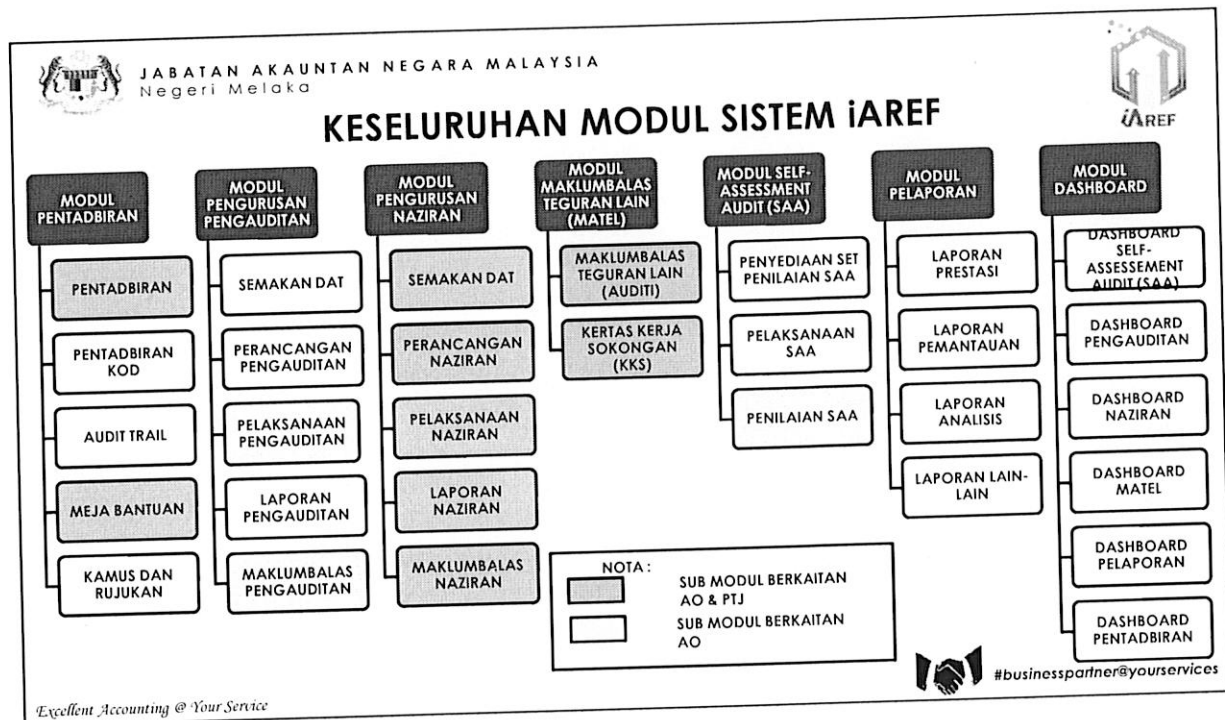 JABATAN AKAUNTAN NEGARA MALAYSIA
Negeri Melaka
iAREF
KESELURUHAN MODUL SISTEM iAREF
MODUL
PENTADBIRAN
PENTADBIRAN
PENTADBIRAN
KOD
AUDIT TRAIL
MEJA BANTUAN
KAMUS DAN
RUJUKAN
MODUL
PENGURUSAN
PENGAUDITAN
SEMAKAN DAT
PERANCANGAN
PENGAUDITAN
PELAKSANAAN
PENGAUDITAN
LAPORAN
PENGAUDITAN
MAKLUMBALAS
PENGAUDITAN
MODUL
PENGURUSAN
NAZIRAN
SEMAKAN DAT
PERANCANGAN
NAZIRAN
PELAKSANAAN
NAZIRAN
LAPORAN
NAZIRAN
MAKLUMBALAS
NAZIRAN
MODUL
MAKLUMBALAS
TEGURAN LAIN
(MATEL)
MAKLUMBALAS
TEGURAN LAIN
(AUDITI)
KERTAS KERJA
SOKONGAN
(KKS)
MODUL SELF-
ASSESSMENT
AUDIT (SAA)
PENYEDIAAN SET
PENILAIAN SAA
PELAKSANAAN
SAA
PENILAIAN SAA
MODUL
PELAPORAN
LAPORAN
PRESTASI
LAPORAN
PEMANTAUAN
LAPORAN
ANALISIS
LAPORAN LAIN-
LAIN
MODUL
DASHBOARD
DASHBOARD
SELF-
ASSESSEMENT
AUDIT (SAA)
DASHBOARD
PENGAUDITAN
DASHBOARD
NAZIRAN
DASHBOARD
MATEL
DASHBOARD
PELAPORAN
DASHBOARD
PENTADBIRAN
NOTA :
SUB MODUL BERKAITAN
AO & PTJ
SUB MODUL BERKAITAN
AO
#businesspartner@yourservices
Excellent Accounting @ Your Service